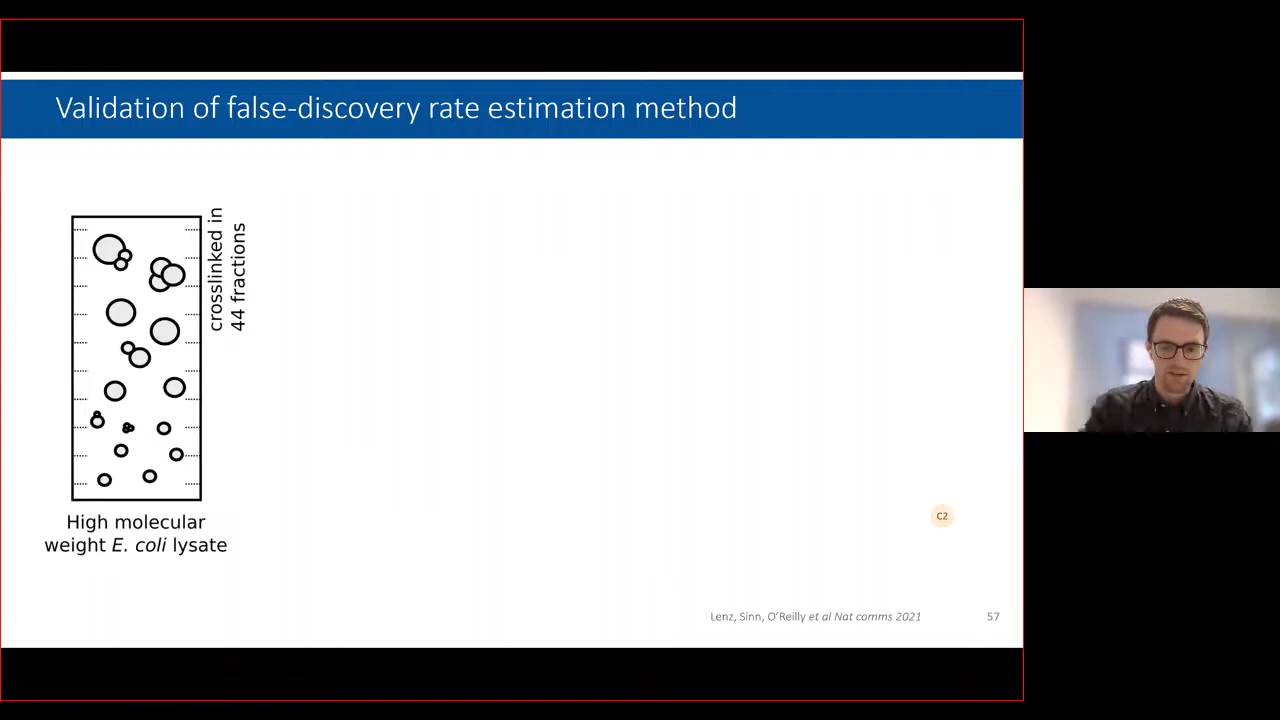 Validation of false-discovery rate estimation method
crosslinked in
44 fractions
High molecular
weight E. coli lysate
C2
Lenz, Sinn, O’Reilly et al Nat comms 2021
57